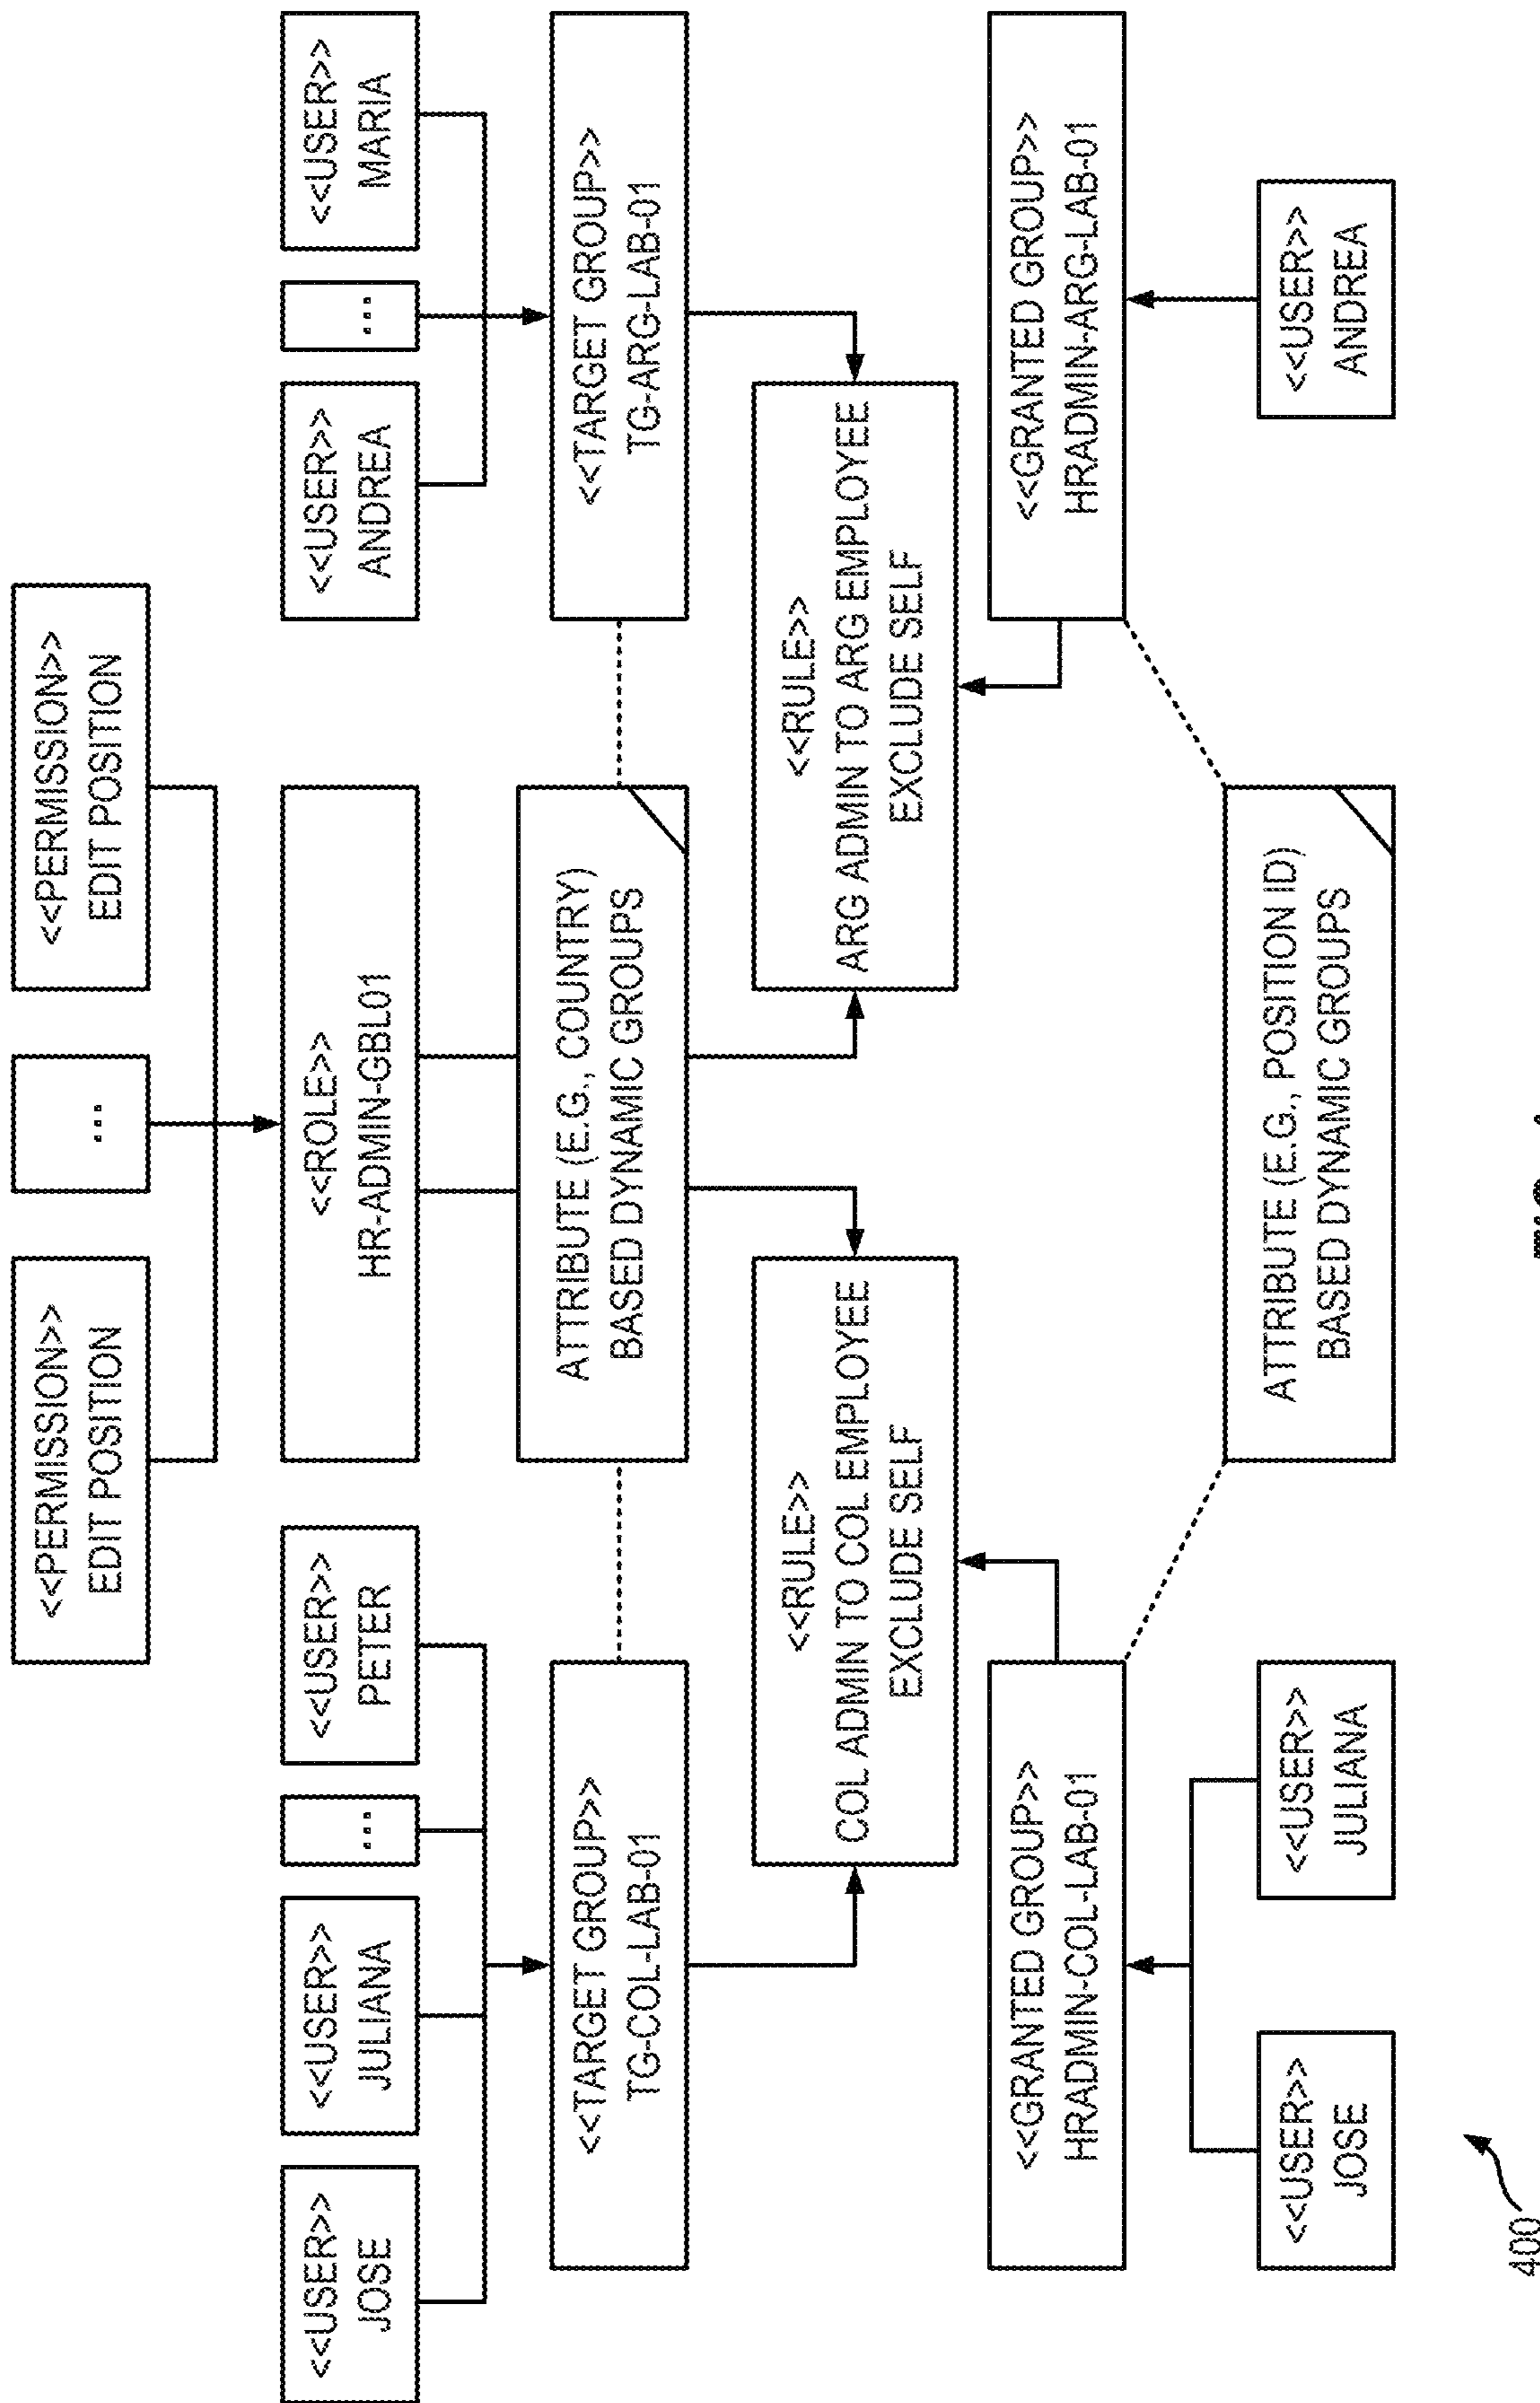 <<PERMISSION>>
EDIT POSITION
...
<<PERMISSION>>
EDIT POSITION
<<USER>>
JOSE
<<USER>>
JULIANA
...
<<USER>>
PETER
<<ROLE>>
HR-ADMIN-GBL01
<<USER>>
ANDREA
...
<<USER>>
MARIA
<<TARGET GROUP>>
TG-COL-LAB-01
ATTRIBUTE (E.G., COUNTRY)
BASED DYNAMIC GROUPS
<<TARGET GROUP>>
TG-ARG-LAB-01
<<RULE>>
COL ADMIN TO COL EMPLOYEE
EXCLUDE SELF
<<RULE>>
ARG ADMIN TO ARG EMPLOYEE
EXCLUDE SELF
<<GRANTED GROUP>>
HRADMIN-COL-LAB-01
<<GRANTED GROUP>>
HRADMIN-ARG-LAB-01
<<USER>>
JOSE
<<USER>>
JULIANA
ATTRIBUTE (E.G., POSITION ID)
BASED DYNAMIC GROUPS
<<USER>>
ANDREA
400